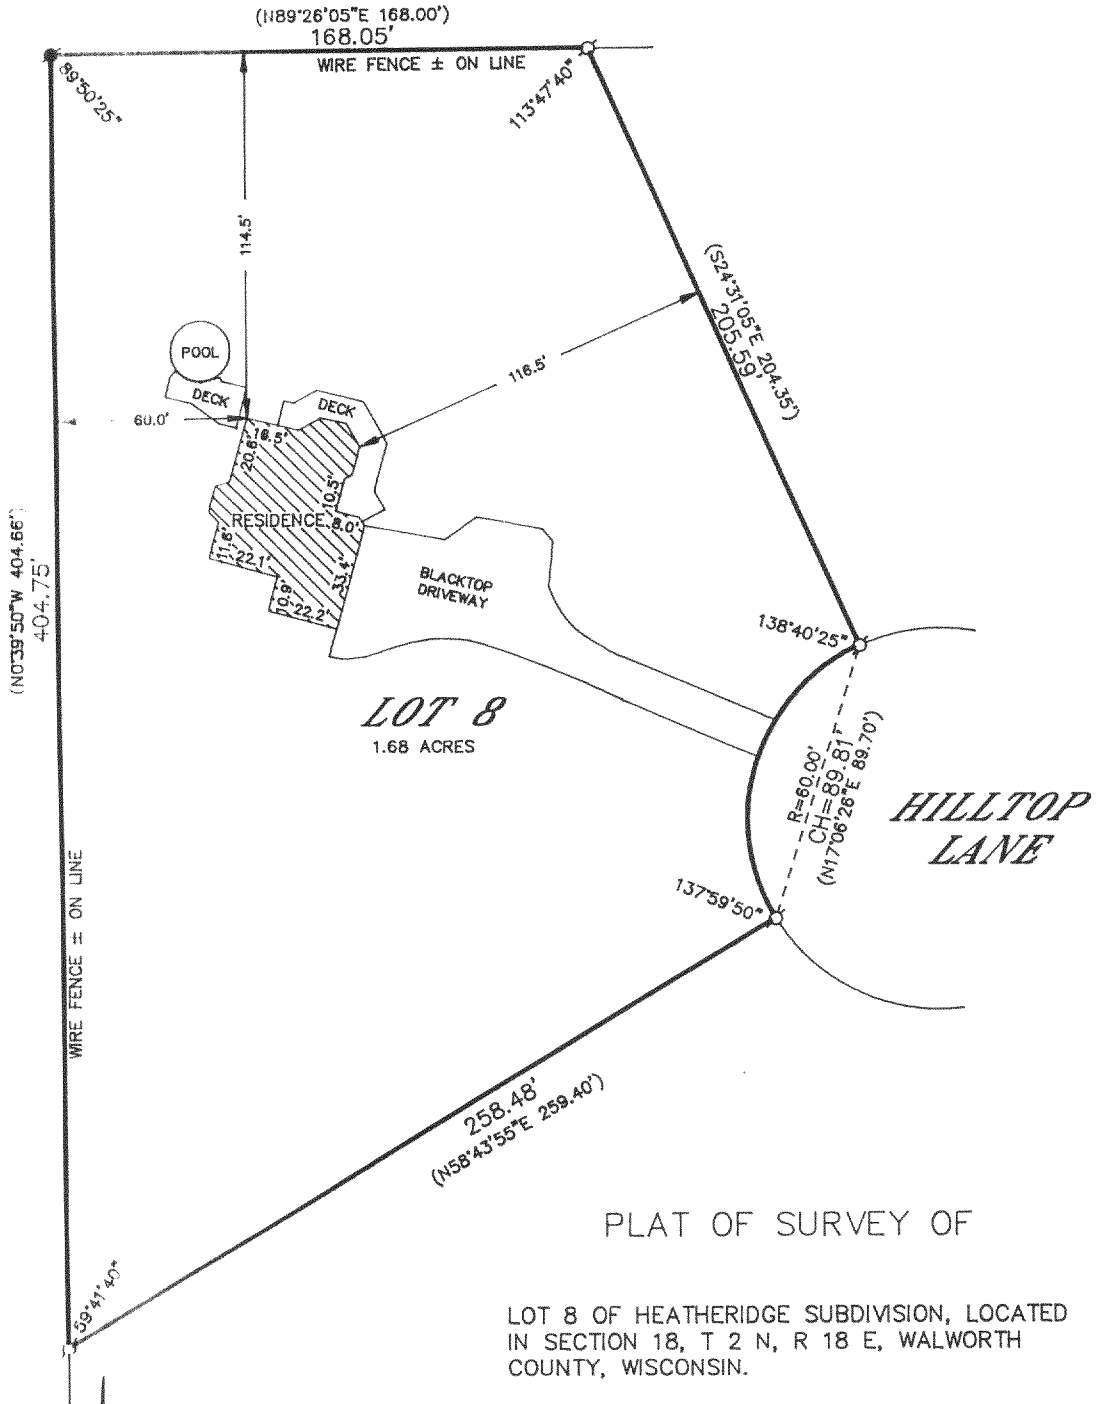 (N89°26'05"E 168.00')
168.05'
WIRE FENCE ± ON LINE
89°50'25"
113°47'40"
114.5'
(S24°31'05"E 204.35')
205.59'
116.5'
POOL
DECK
DECK
60.0'
16.5'
20.6'
10.5'
RESIDENCE
8.0'
11.6'
22.1'
33.4'
10.9'
22.2'
BLACKTOP
DRIVEWAY
(N0°39'50"W 404.66')
404.75'
138°40'25"
LOT 8
1.68 ACRES
R=60.00'
CH=89.81'
(N17°06'26"E 89.70')
HILLTOP
LANE
WIRE FENCE ± ON LINE
137°59'50"
258.48'
(N58°43'55"E 259.40')
59°41'40"
PLAT OF SURVEY OF
LOT 8 OF HEATHERIDGE SUBDIVISION, LOCATED
IN SECTION 18, T 2 N, R 18 E, WALWORTH
COUNTY, WISCONSIN.